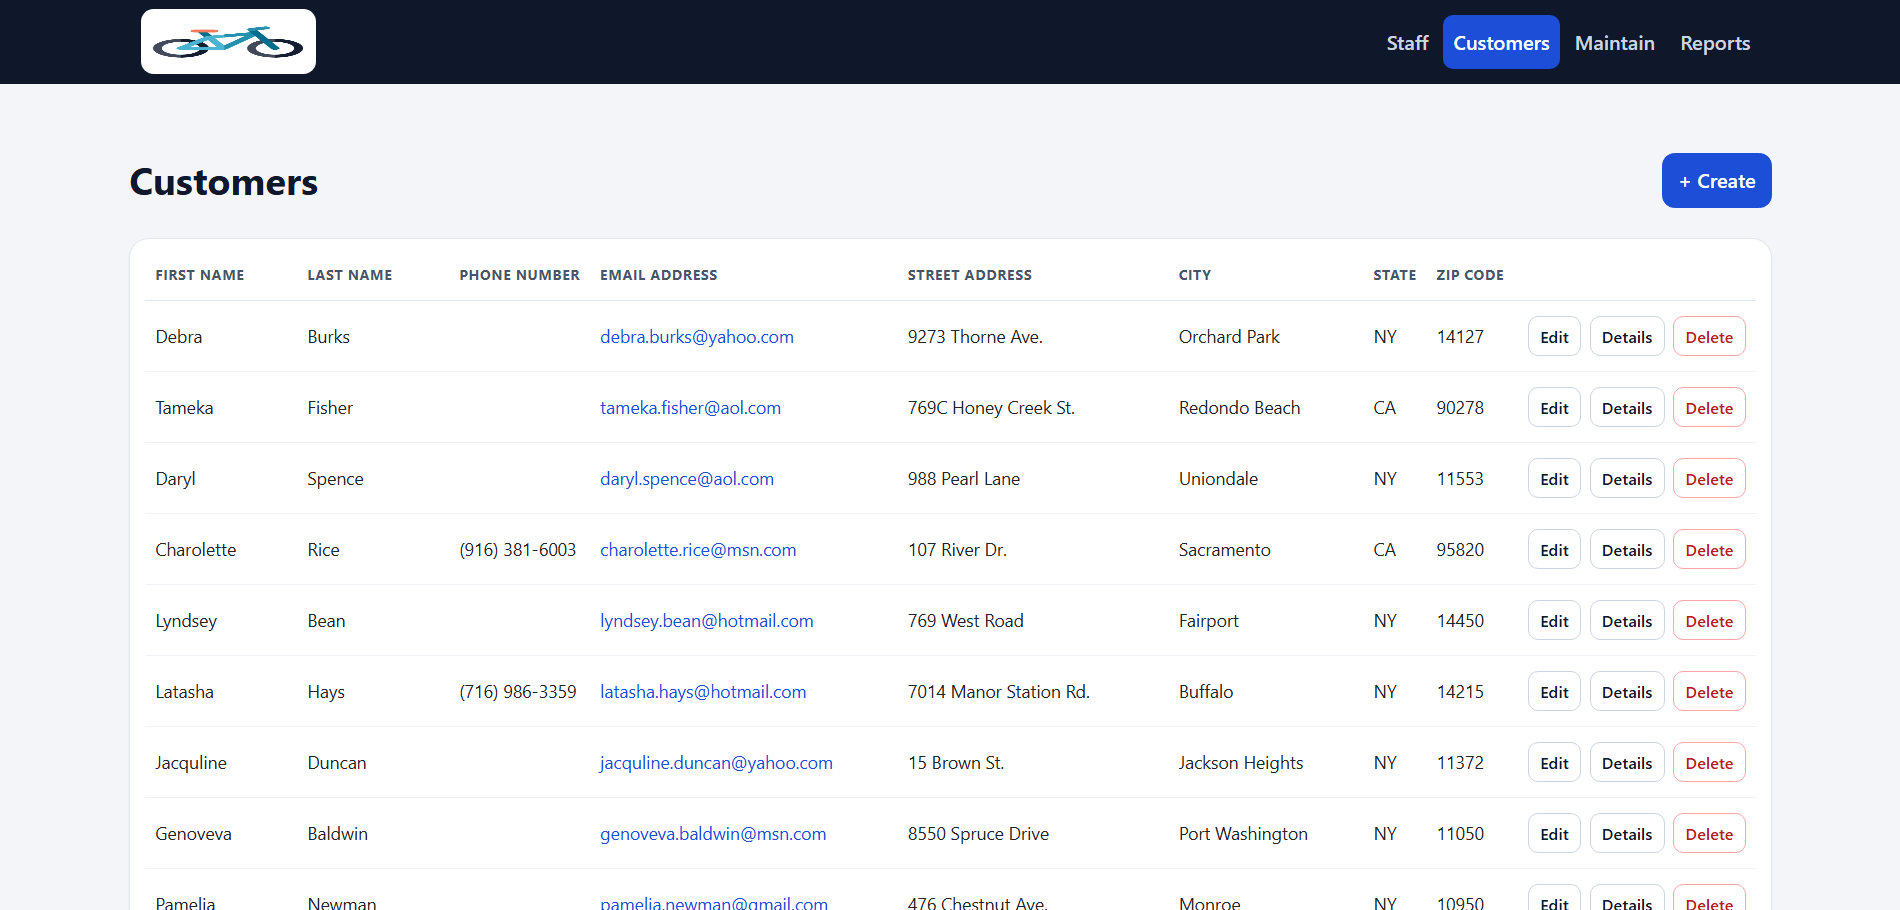 Staff Customers Maintain Reports
Customers
+ Create
FIRST NAME LAST NAME PHONE NUMBER EMAIL ADDRESS STREET ADDRESS CITY STATE ZIP CODE
Debra Burks debra.burks@yahoo.com 9273 Thorne Ave. Orchard Park NY 14127 Edit Details Delete
Tameka Fisher tameka.fisher@aol.com 769C Honey Creek St. Redondo Beach CA 90278 Edit Details Delete
Daryl Spence daryl.spence@aol.com 988 Pearl Lane Uniondale NY 11553 Edit Details Delete
Charolette Rice (916) 381-6003 charolette.rice@msn.com 107 River Dr. Sacramento CA 95820 Edit Details Delete
Lyndsey Bean lyndsey.bean@hotmail.com 769 West Road Fairport NY 14450 Edit Details Delete
Latasha Hays (716) 986-3359 latasha.hays@hotmail.com 7014 Manor Station Rd. Buffalo NY 14215 Edit Details Delete
Jacquline Duncan jacquline.duncan@yahoo.com 15 Brown St. Jackson Heights NY 11372 Edit Details Delete
Genoveva Baldwin genoveva.baldwin@msn.com 8550 Spruce Drive Port Washington NY 11050 Edit Details Delete
Pamelia Newman pamelia.newman@gmail.com 476 Chestnut Ave. Monroe NY 10950 Edit Details Delete